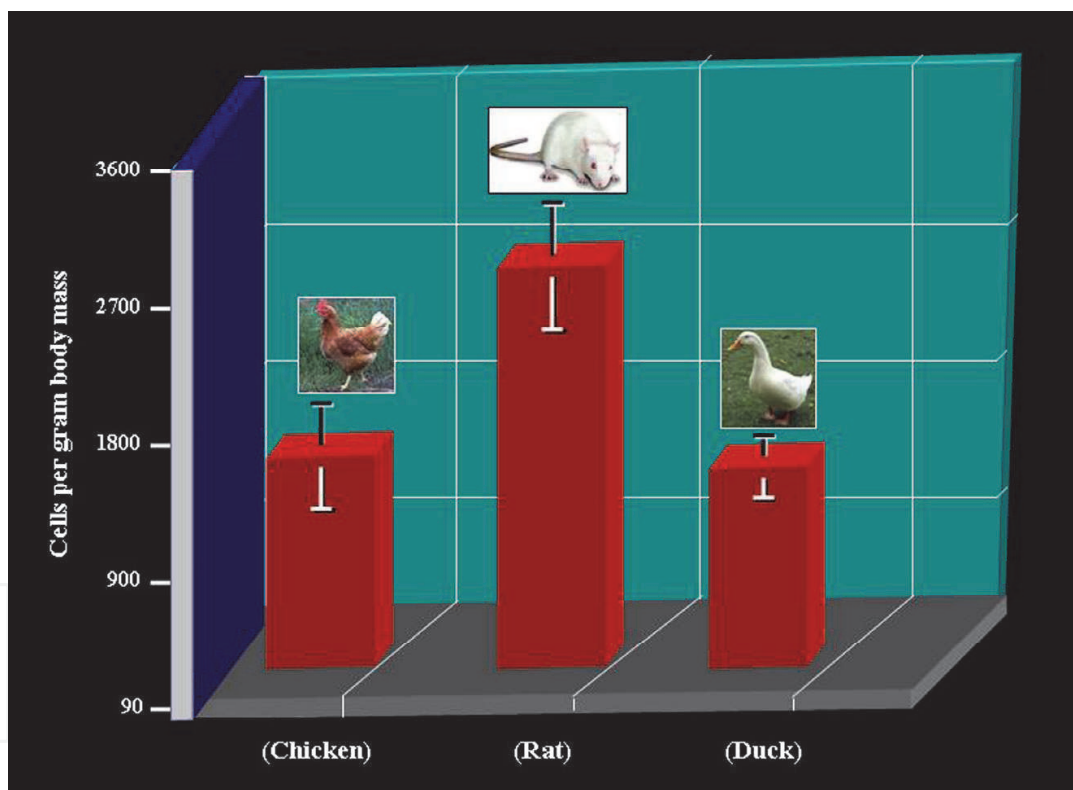 3600
2700
1800
900
90
Cells per gram body mass
(Chicken)
(Rat)
(Duck)